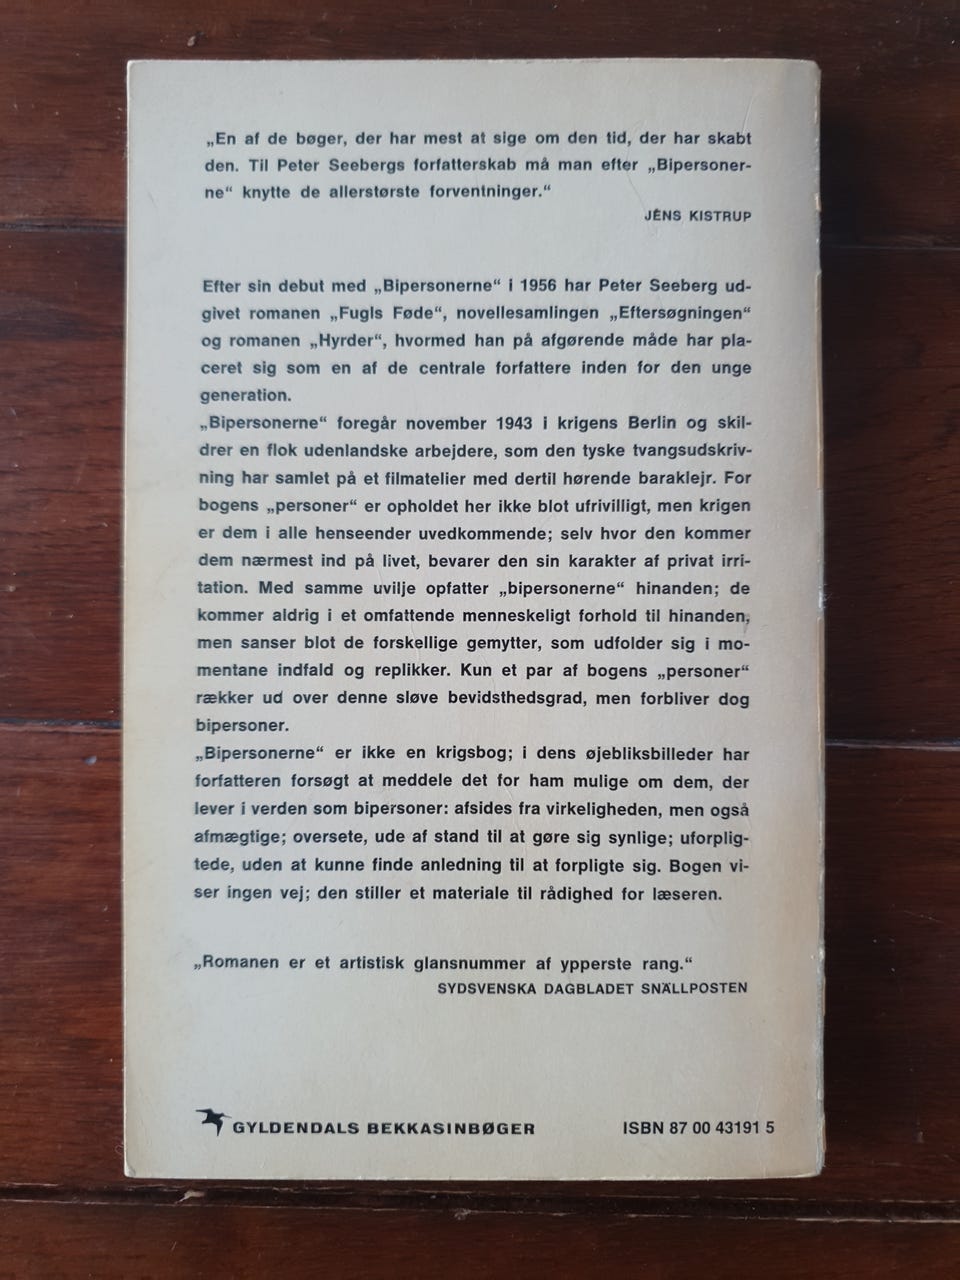 „En af de bøger, der har mest at sige om den tid, der har skabt
den. Til Peter Seebergs forfatterskab må man efter „Bipersoner-
ne“ knytte de allerstørste forventninger.“
JENS KISTRUP
Efter sin debut med „Bipersonerne“ i 1956 har Peter Seeberg ud-
givet romanen „Fugls Føde“, novellesamlingen „Eftersøgningen“
og romanen „Hyrder“, hvormed han på afgørende måde har pla-
ceret sig som en af de centrale forfattere inden for den unge
generation.
„Bipersonerne“ foregår november 1943 i krigens Berlin og skil-
drer en flok udenlandske arbejdere, som den tyske tvangsudskriv-
ning har samlet på et filmatelier med dertil hørende baraklejr. For
bogens „personer“ er opholdet her ikke blot ufrivilligt, men krigen
er dem i alle henseender uvedkommende; selv hvor den kommer
dem nærmest ind på livet, bevarer den sin karakter af privat irri-
tation. Med samme uvilje opfatter „bipersonerne“ hinanden; de
kommer aldrig i et omfattende menneskeligt forhold til hinanden,
men sanser blot de forskellige gemytter, som udfolder sig i mo-
mentane indfald og replikker. Kun et par af bogens „personer“
rækker ud over denne sløve bevidsthedsgrad, men forbliver dog
bipersoner.
„Bipersonerne“ er ikke en krigsbog; i dens øjebliksbilleder har
forfatteren forsøgt at meddele det for ham mulige om dem, der
lever i verden som bipersoner: afsides fra virkeligheden, men også
afmægtige; oversete, ude af stand til at gøre sig synlige; uforplig-
tede, uden at kunne finde anledning til at forpligte sig. Bogen vi-
ser ingen vej; den stiller et materiale til rådighed for læseren.
„Romanen er et artistisk glansnummer af ypperste rang.“
SYDSVENSKA DAGBLADET SNÄLLPOSTEN
GYLDENDALS BEKKASINBØGER ISBN 87 00 43191 5